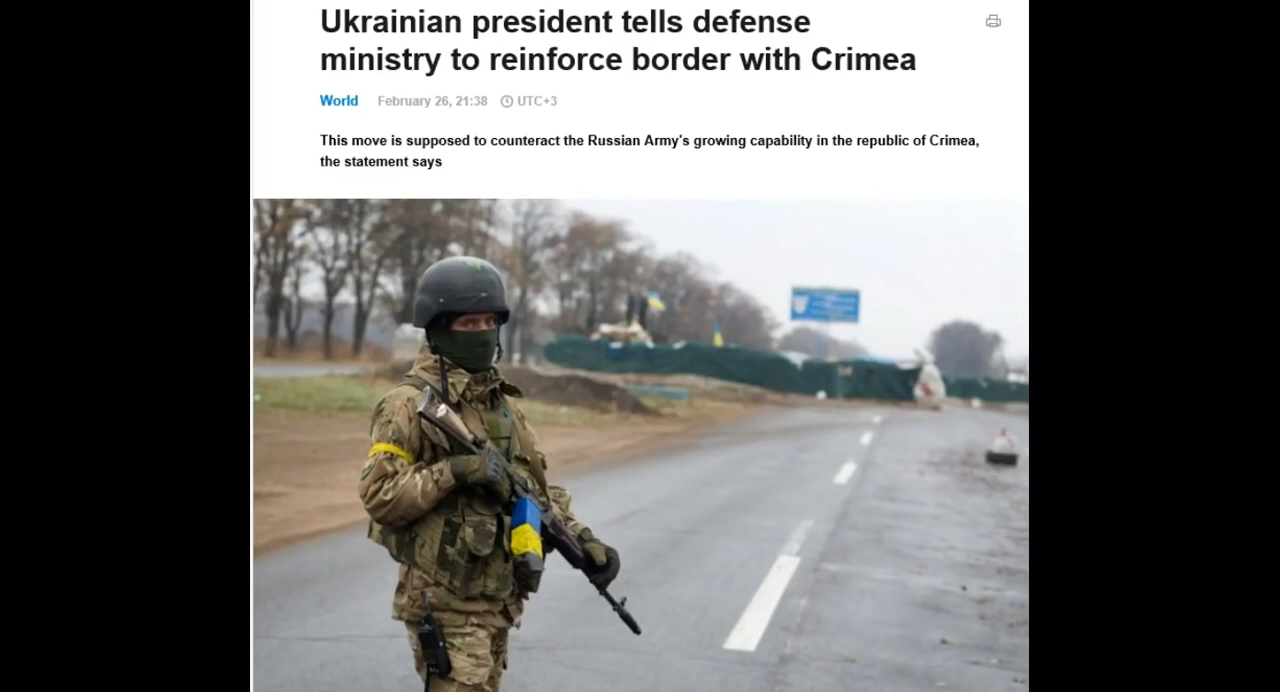 Ukrainian president tells defense
ministry to reinforce border with Crimea
World February 26, 21:38 UTC+3
This move is supposed to counteract the Russian Army's growing capability in the republic of Crimea,
the statement says